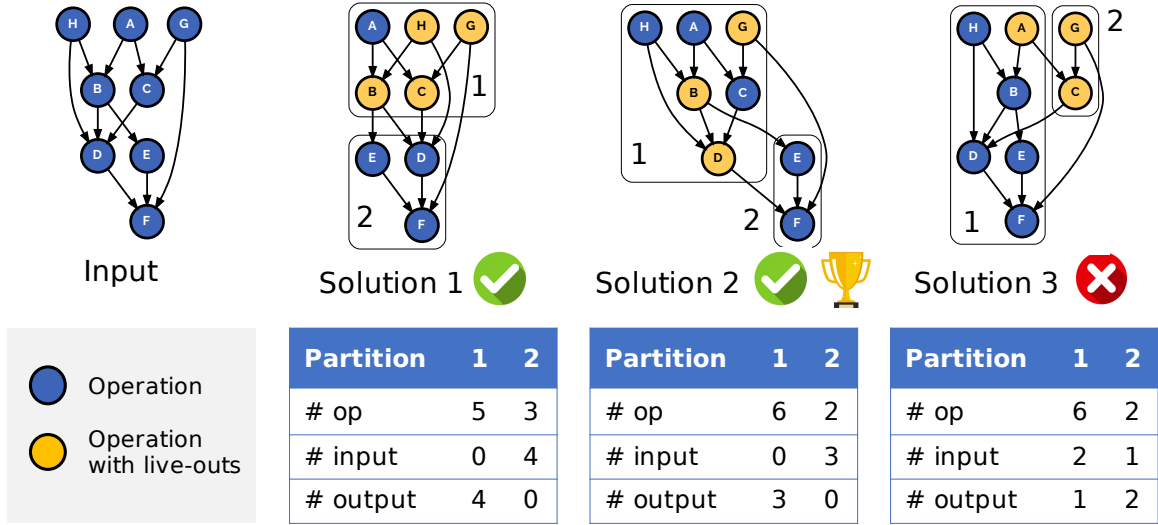 H A G
B C
D E
F
Input
A H G
B C
1
E D
2
F
Solution 1
H A G
B C
1
D E
2
F
Solution 2
H A G
2
B C
D E
1
F
Solution 3
Operation
Operation
with live-outs
Partition 1 2
# op 5 3
# input 0 4
# output 4 0
Partition 1 2
# op 6 2
# input 0 3
# output 3 0
Partition 1 2
# op 6 2
# input 2 1
# output 1 2